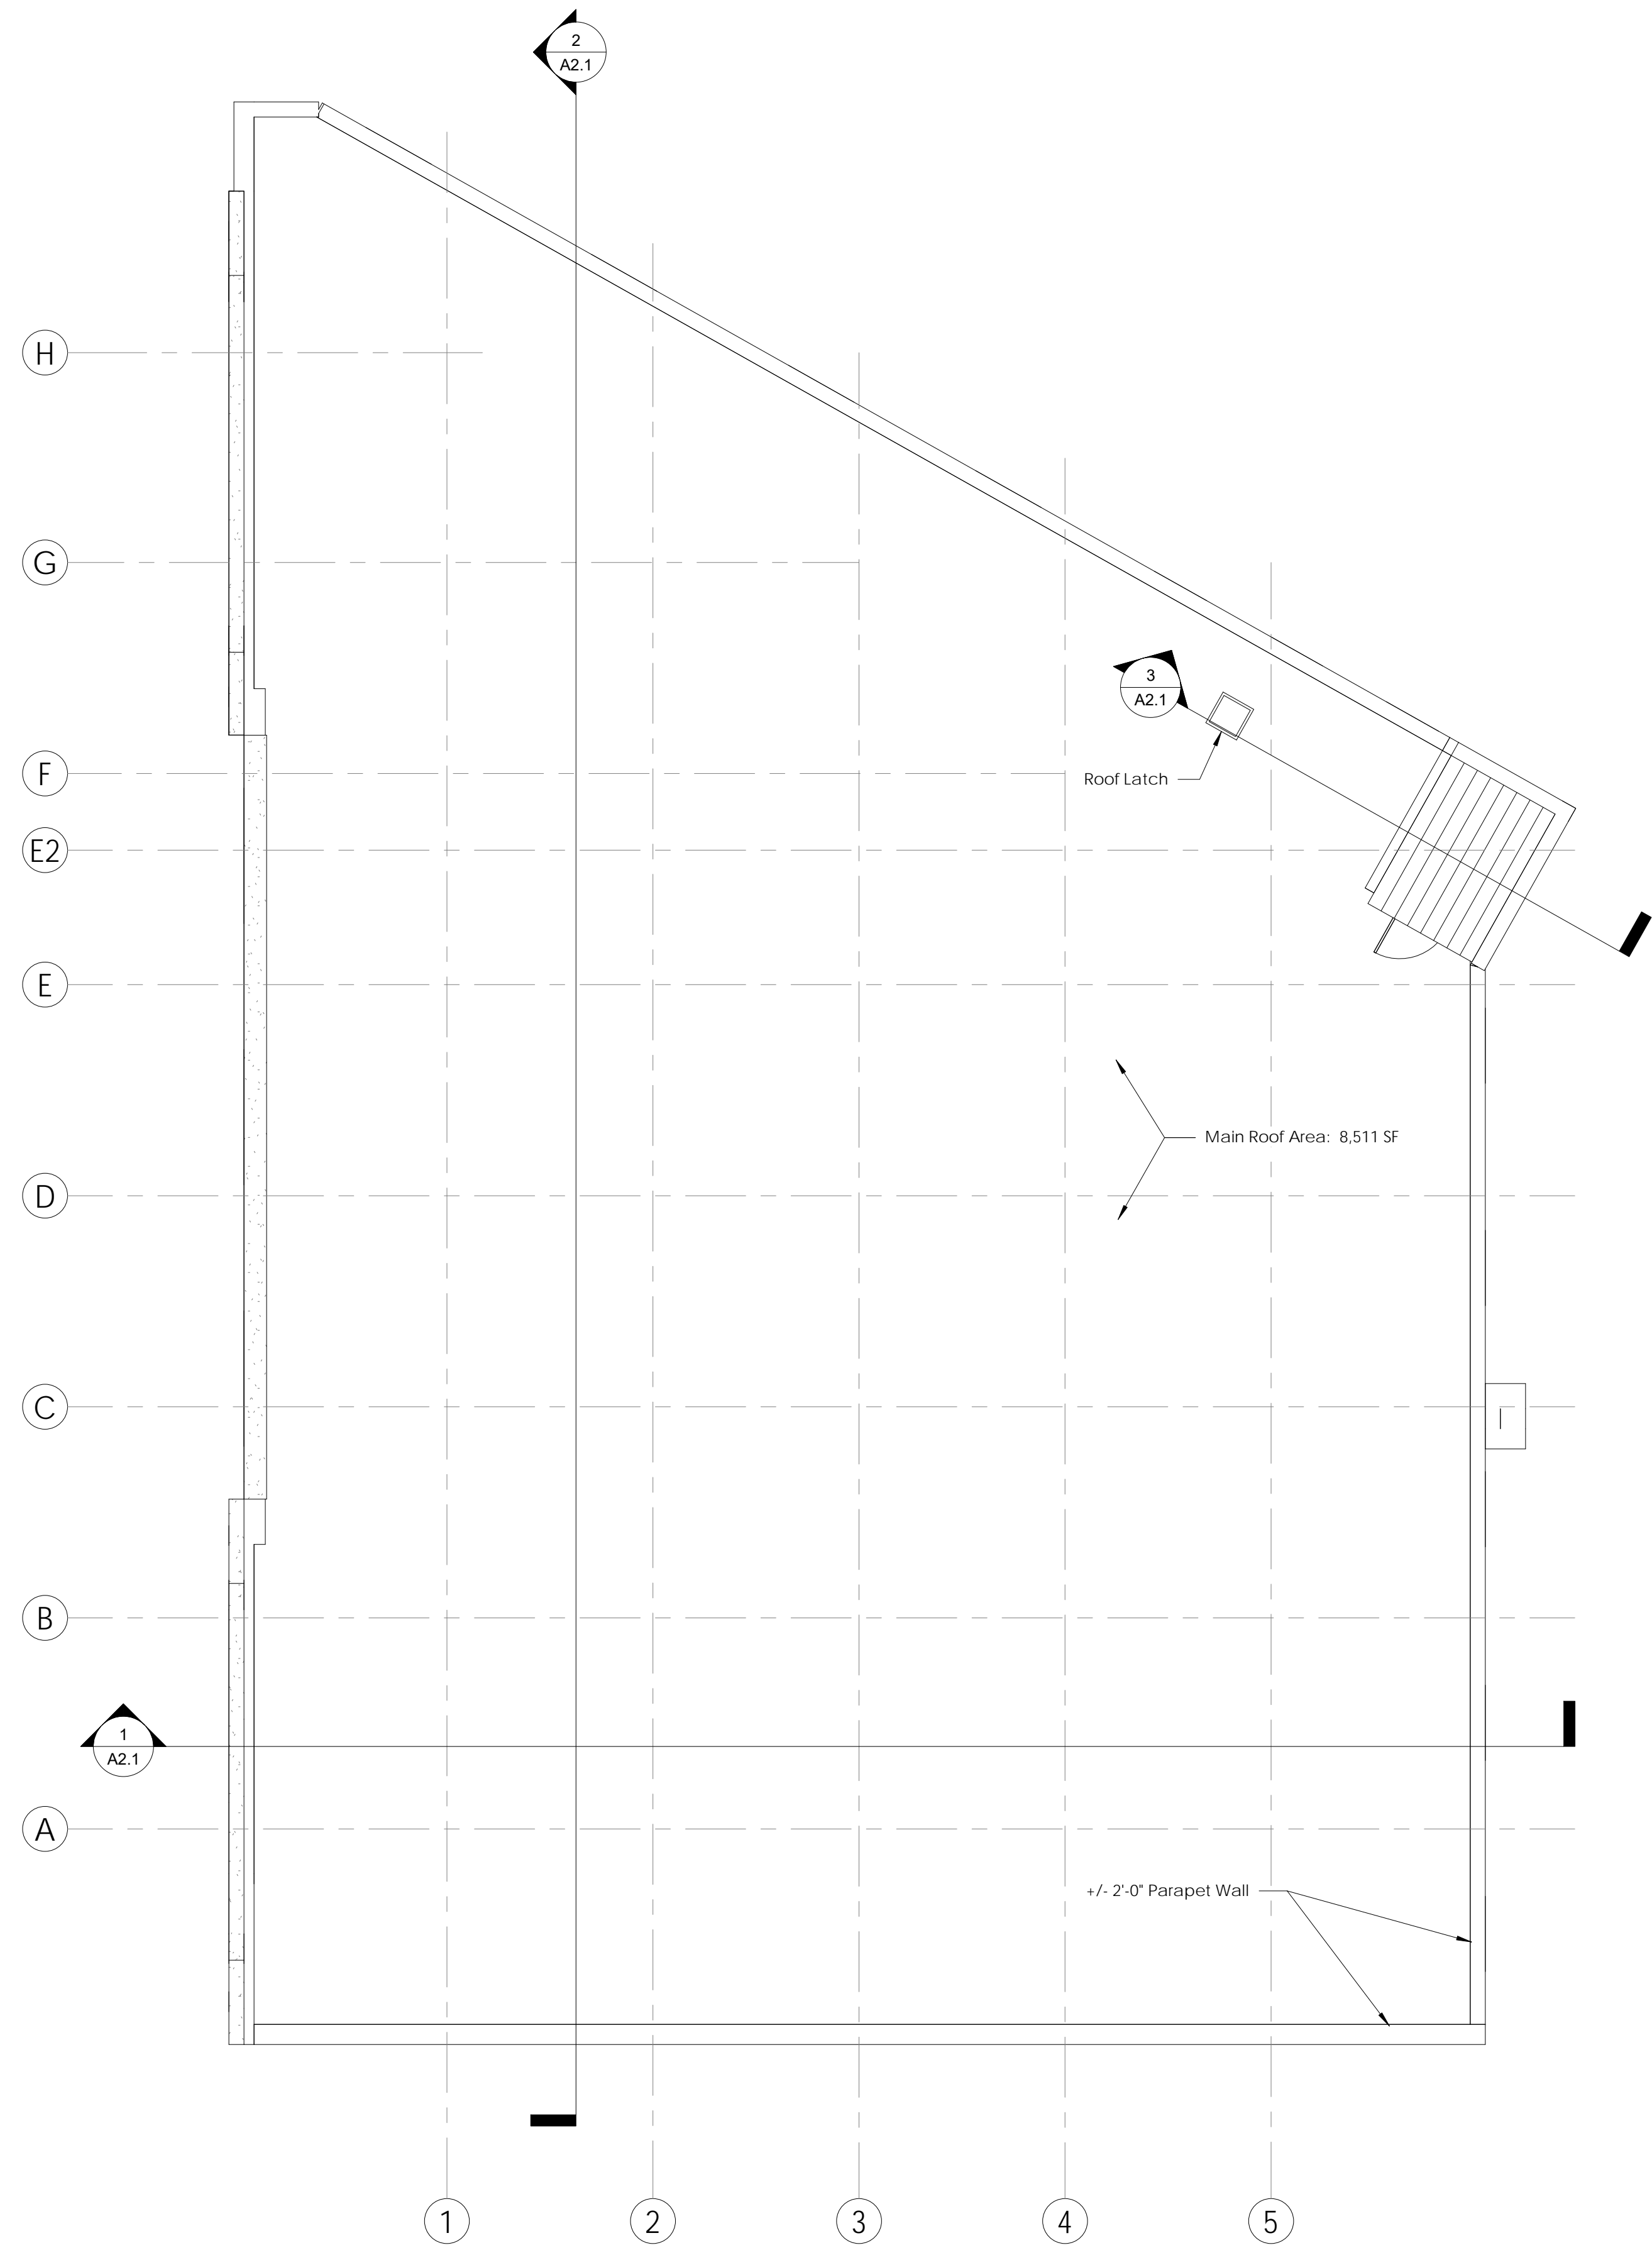 2
A2.1
H
G
3
A2.1
F
Roof Latch
E2
E
Main Roof Area: 8,511 SF
D
C
B
1
A2.1
A
+/- 2'-0" Parapet Wall
1
2
3
4
5